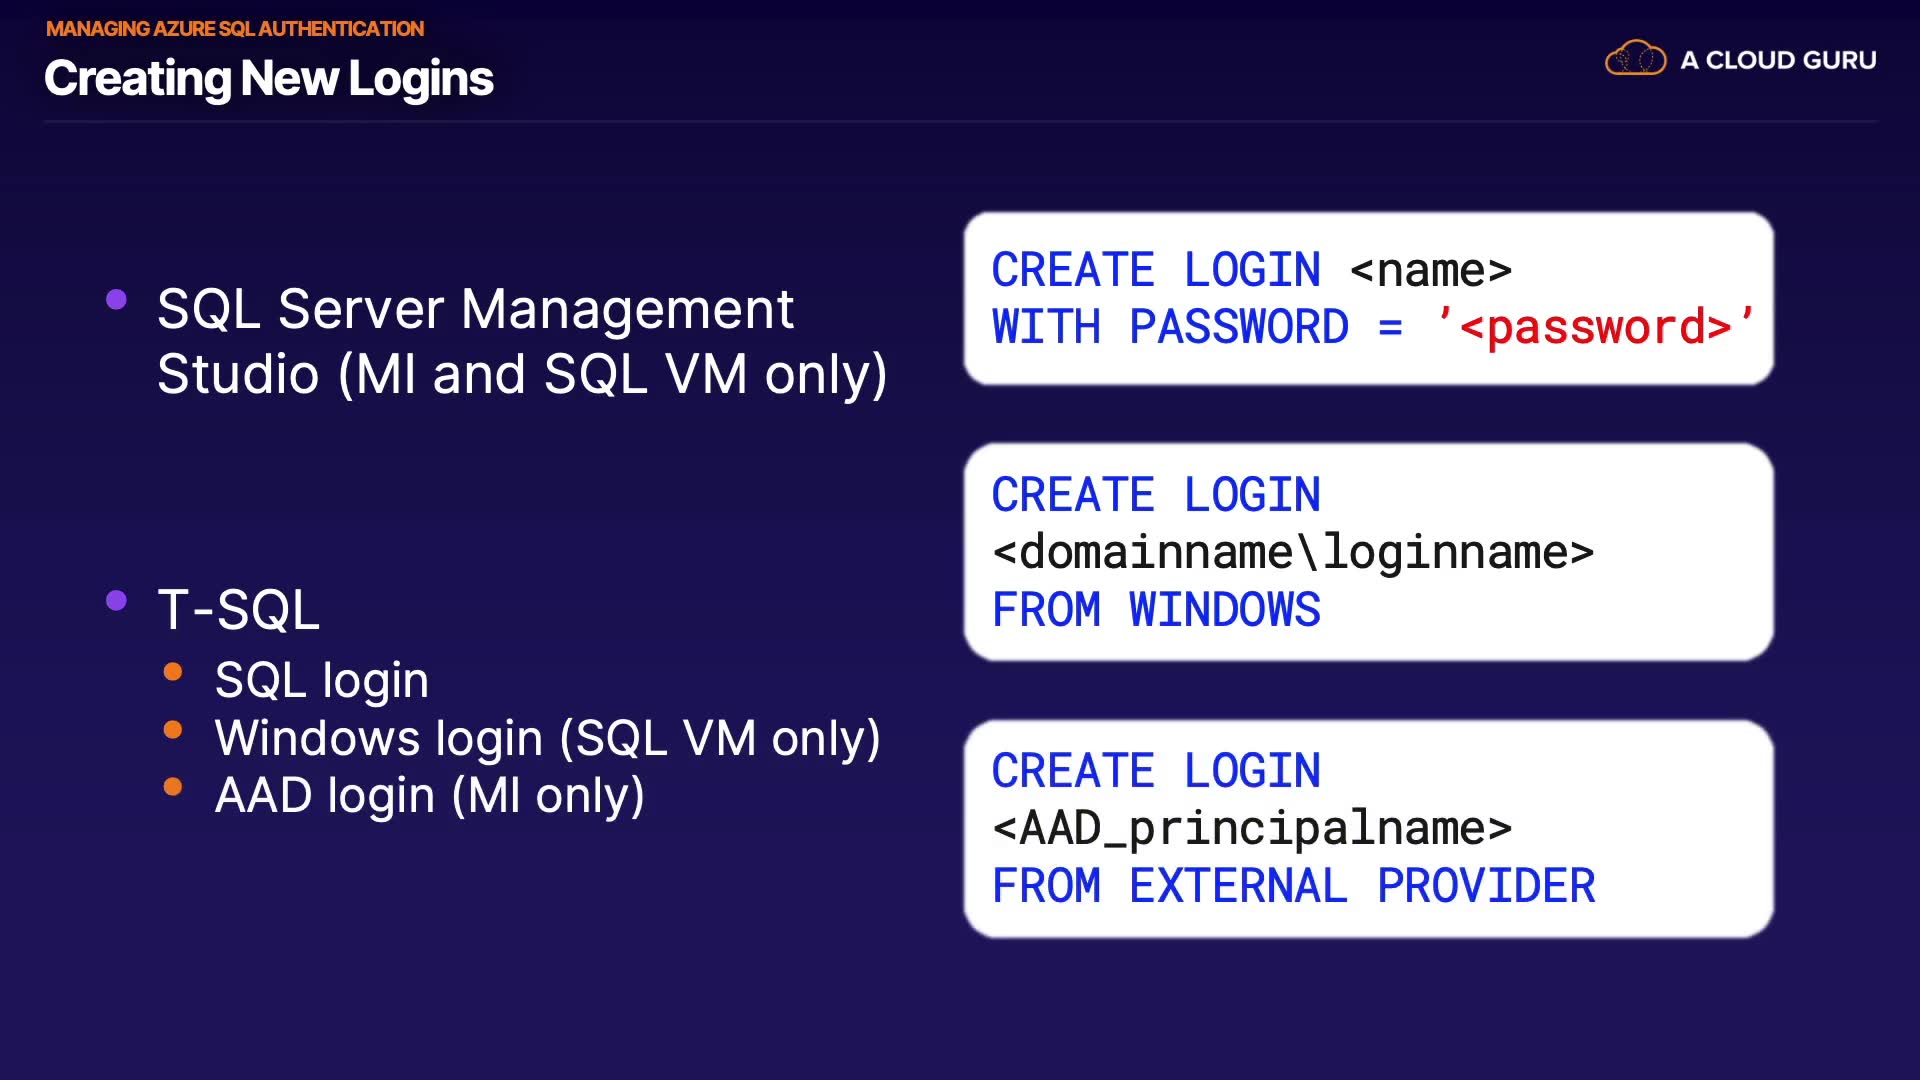 MANAGING AZURE SQL AUTHENTICATION
Creating New Logins
A CLOUD GURU
SQL Server Management
Studio (MI and SQL VM only)
T-SQL
SQL login
Windows login (SQL VM only)
AAD login (MI only)
CREATE LOGIN <name>
WITH PASSWORD = ’<password>’
CREATE LOGIN
<domainname\loginname>
FROM WINDOWS
CREATE LOGIN
<AAD_principalname>
FROM EXTERNAL PROVIDER